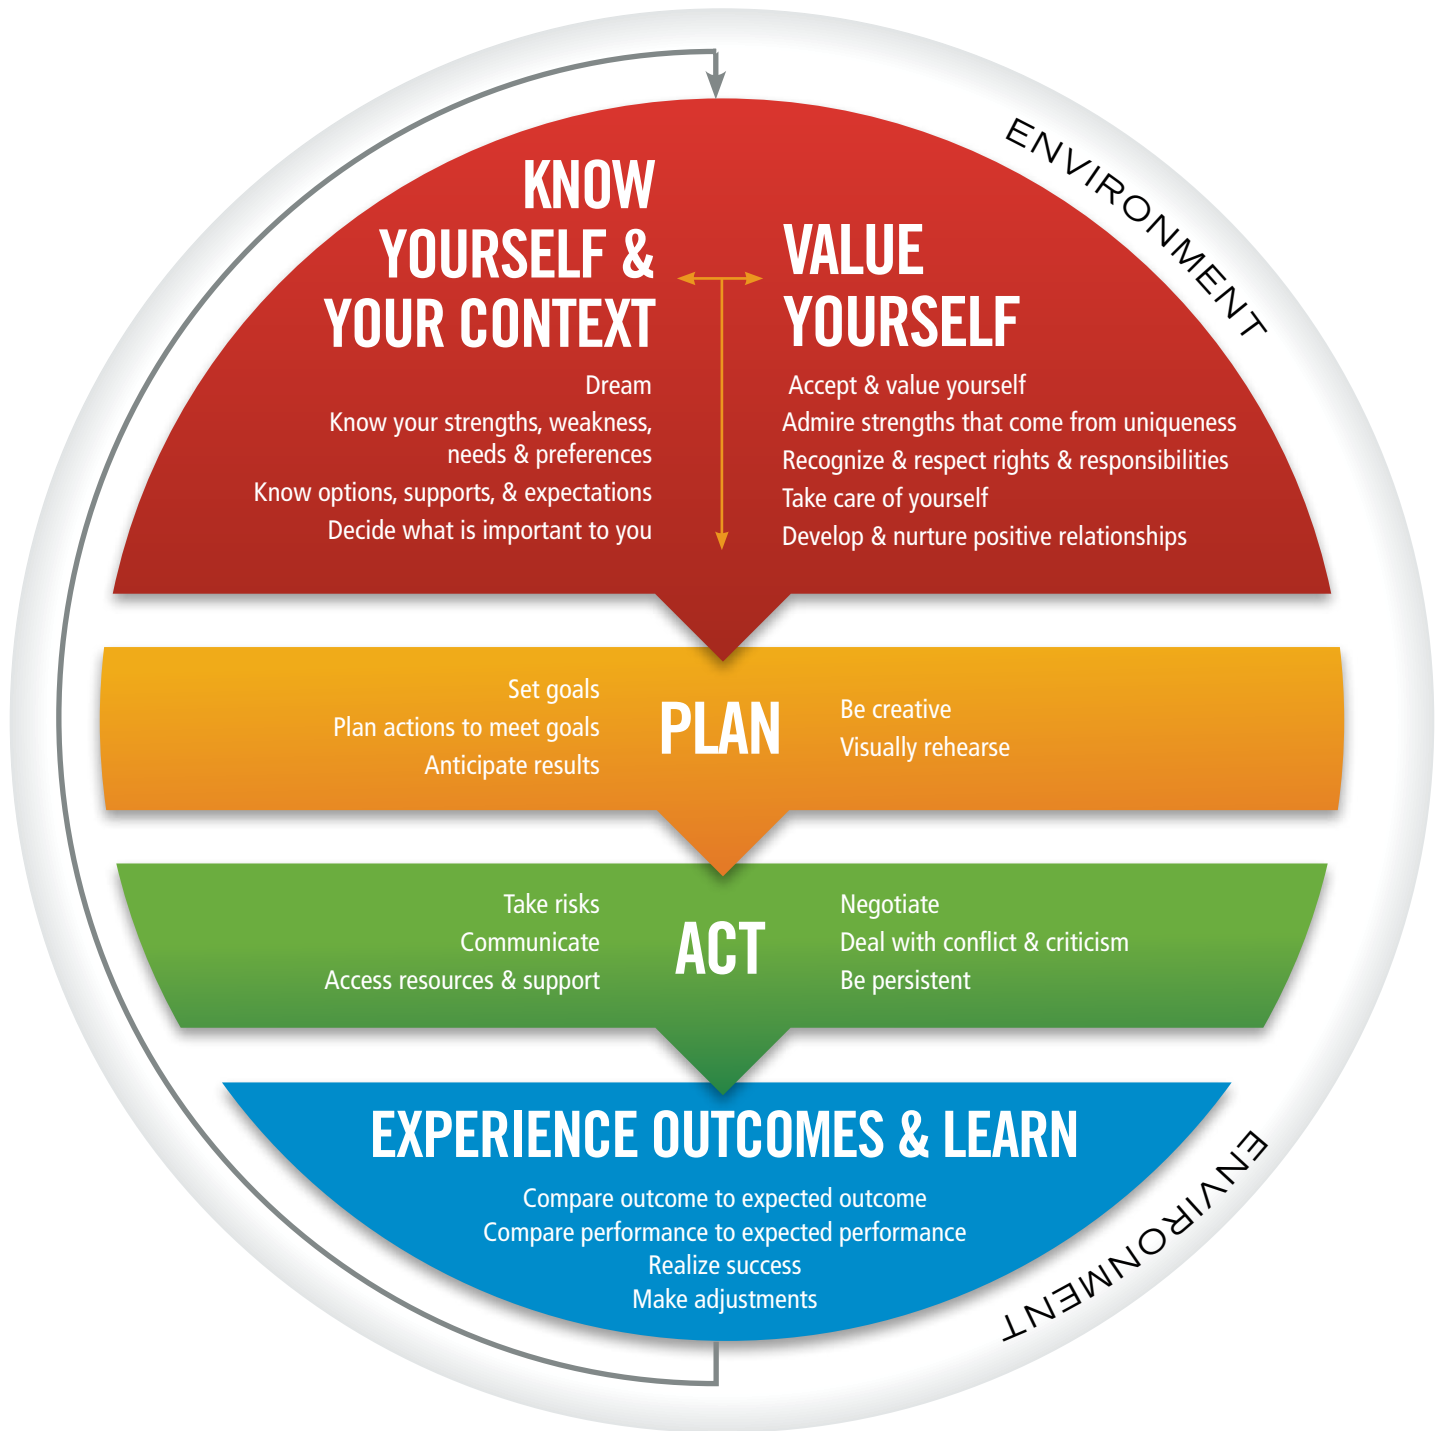 ENVIRONMENT
KNOW
YOURSELF &
YOUR CONTEXT
Dream
Know your strengths, weakness,
needs & preferences
Know options, supports, & expectations
Decide what is important to you
VALUE
YOURSELF
Accept & value yourself
Admire strengths that come from uniqueness
Recognize & respect rights & responsibilities
Take care of yourself
Develop & nurture positive relationships
Set goals
Plan actions to meet goals
Anticipate results
PLAN
Be creative
Visually rehearse
Take risks
Communicate
Access resources & support
ACT
Negotiate
Deal with conflict & criticism
Be persistent
EXPERIENCE OUTCOMES & LEARN
Compare outcome to expected outcome
Compare performance to expected performance
Realize success
Make adjustments
ENVIRONMENT